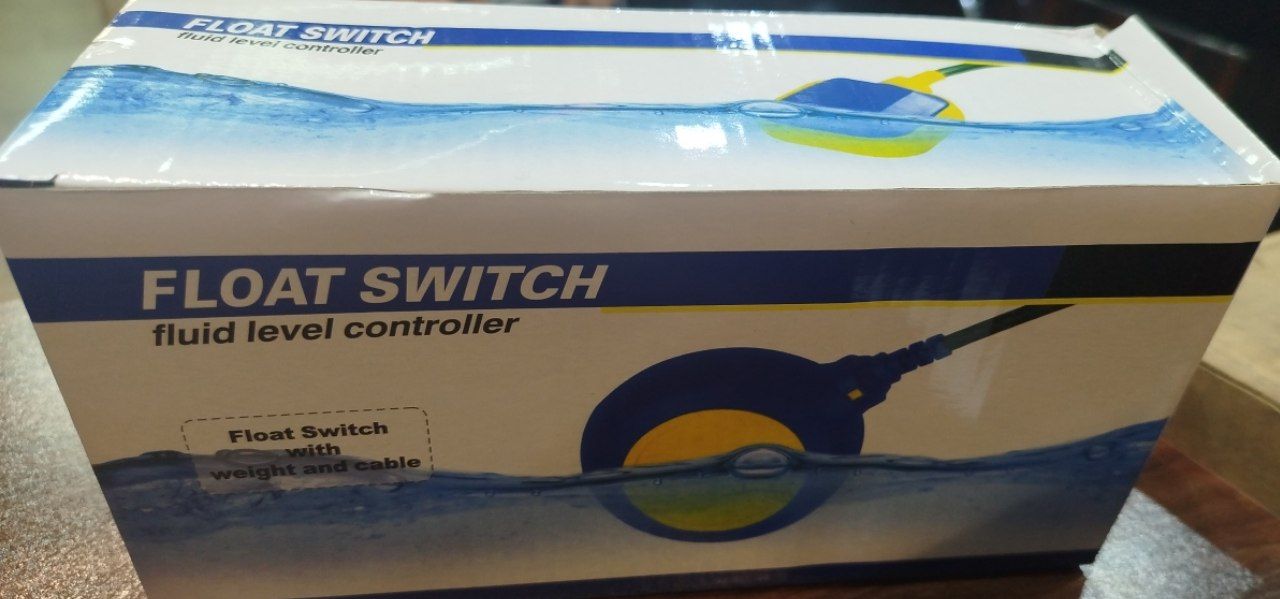 FLOAT SWITCH
fluid level controller
FLOAT SWITCH
fluid level controller
Float Switch
with
weight and cable